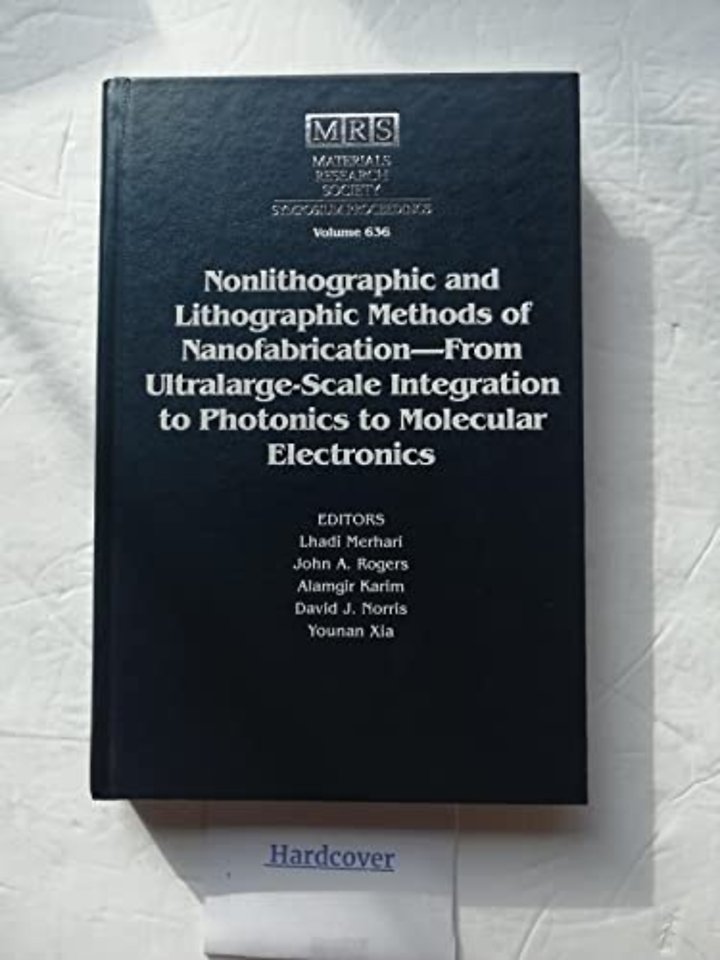 MRS
MATERIALS
RESEARCH
SOCIETY
SYMPOSIUM PROCEEDINGS
Volume 636
Nonlithographic and
Lithographic Methods of
Nanofabrication—From
Ultralarge-Scale Integration
to Photonics to Molecular
Electronics
EDITORS
Lhadi Merhari
John A. Rogers
Alamgir Karim
David J. Norris
Younan Xia
Hardcover